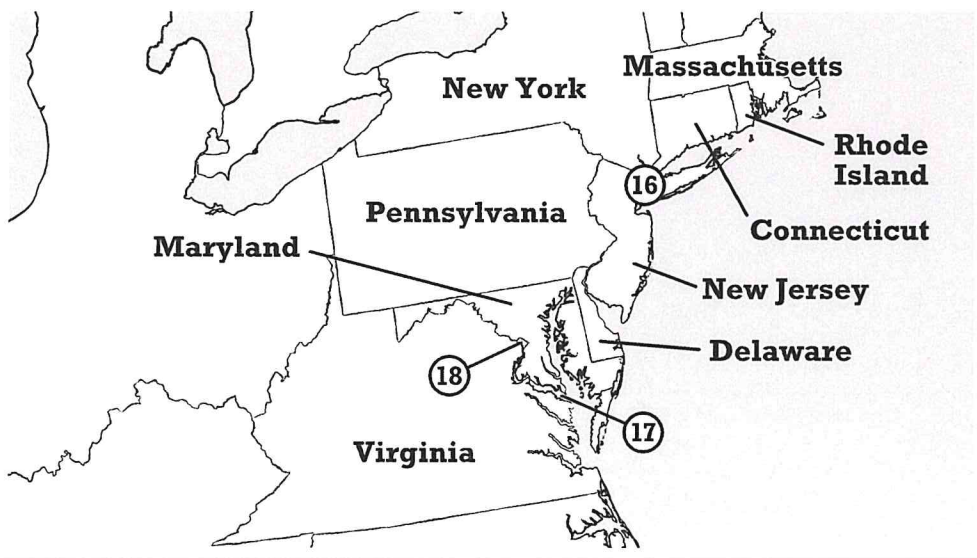 New York
Massachusetts
Rhode
Island
16
Pennsylvania
Connecticut
Maryland
New Jersey
Delaware
18
17
Virginia